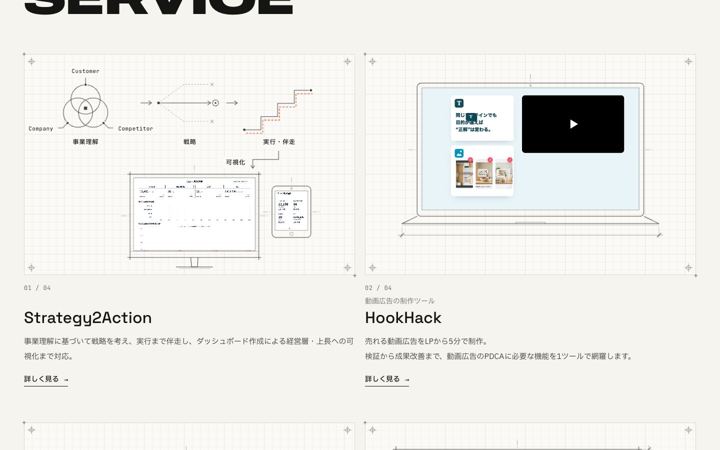 SERVICE
Customer
Company
Competitor
事業理解
戦略
実行・伴走
可視化
T
T
“正解”は変わる。
01 / 04
Strategy2Action
事業理解に基づいて戦略を考え、実行まで伴走し、ダッシュボード作成による経営層・上長への可
視化まで対応。
詳しく見る →
02 / 04
動画広告の制作ツール
HookHack
売れる動画広告をLPから5分で制作。
検証から成果改善まで、動画広告のPDCAに必要な機能を1ツールで網羅します。
詳しく見る →